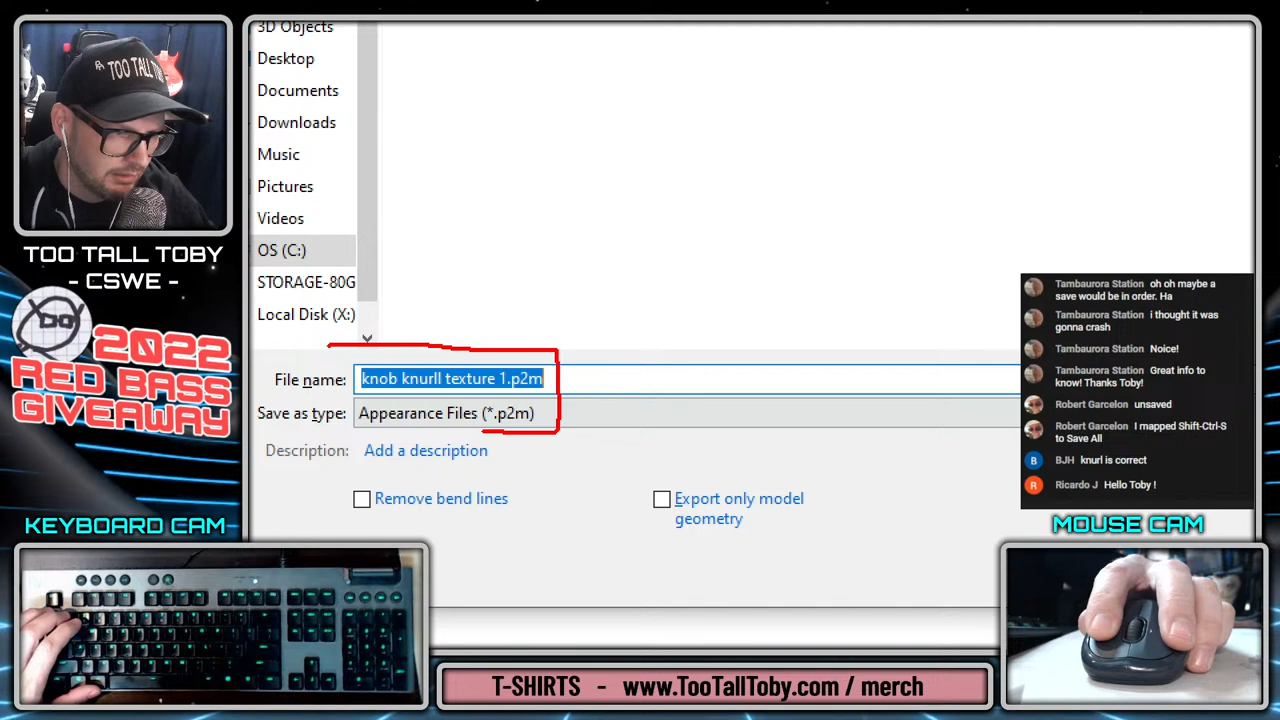 TOO TALL TOBY
TOO TALL TOBY
- CSWE -
2022
RED BASS
GIVEAWAY
KEYBOARD CAM
3D Objects
Desktop
Documents
Downloads
Music
Pictures
Videos
OS (C:)
STORAGE-80G
Local Disk (X:)
File name:
knob knurll texture 1.p2m
Save as type:
Appearance Files (*.p2m)
Description:
Add a description
Remove bend lines
Export only model
geometry
Tambaurora Station oh oh maybe a
save would be in order. Ha
Tambaurora Station i thought it was
gonna crash
Tambaurora Station Noice!
Tambaurora Station Great info to
know! Thanks Toby!
Robert Garcelon unsaved
Robert Garcelon I mapped Shift-Ctrl-S
to Save All
B BJH knurl is correct
R Ricardo J Hello Toby !
MOUSE CAM
T-SHIRTS - www.TooTallToby.com / merch